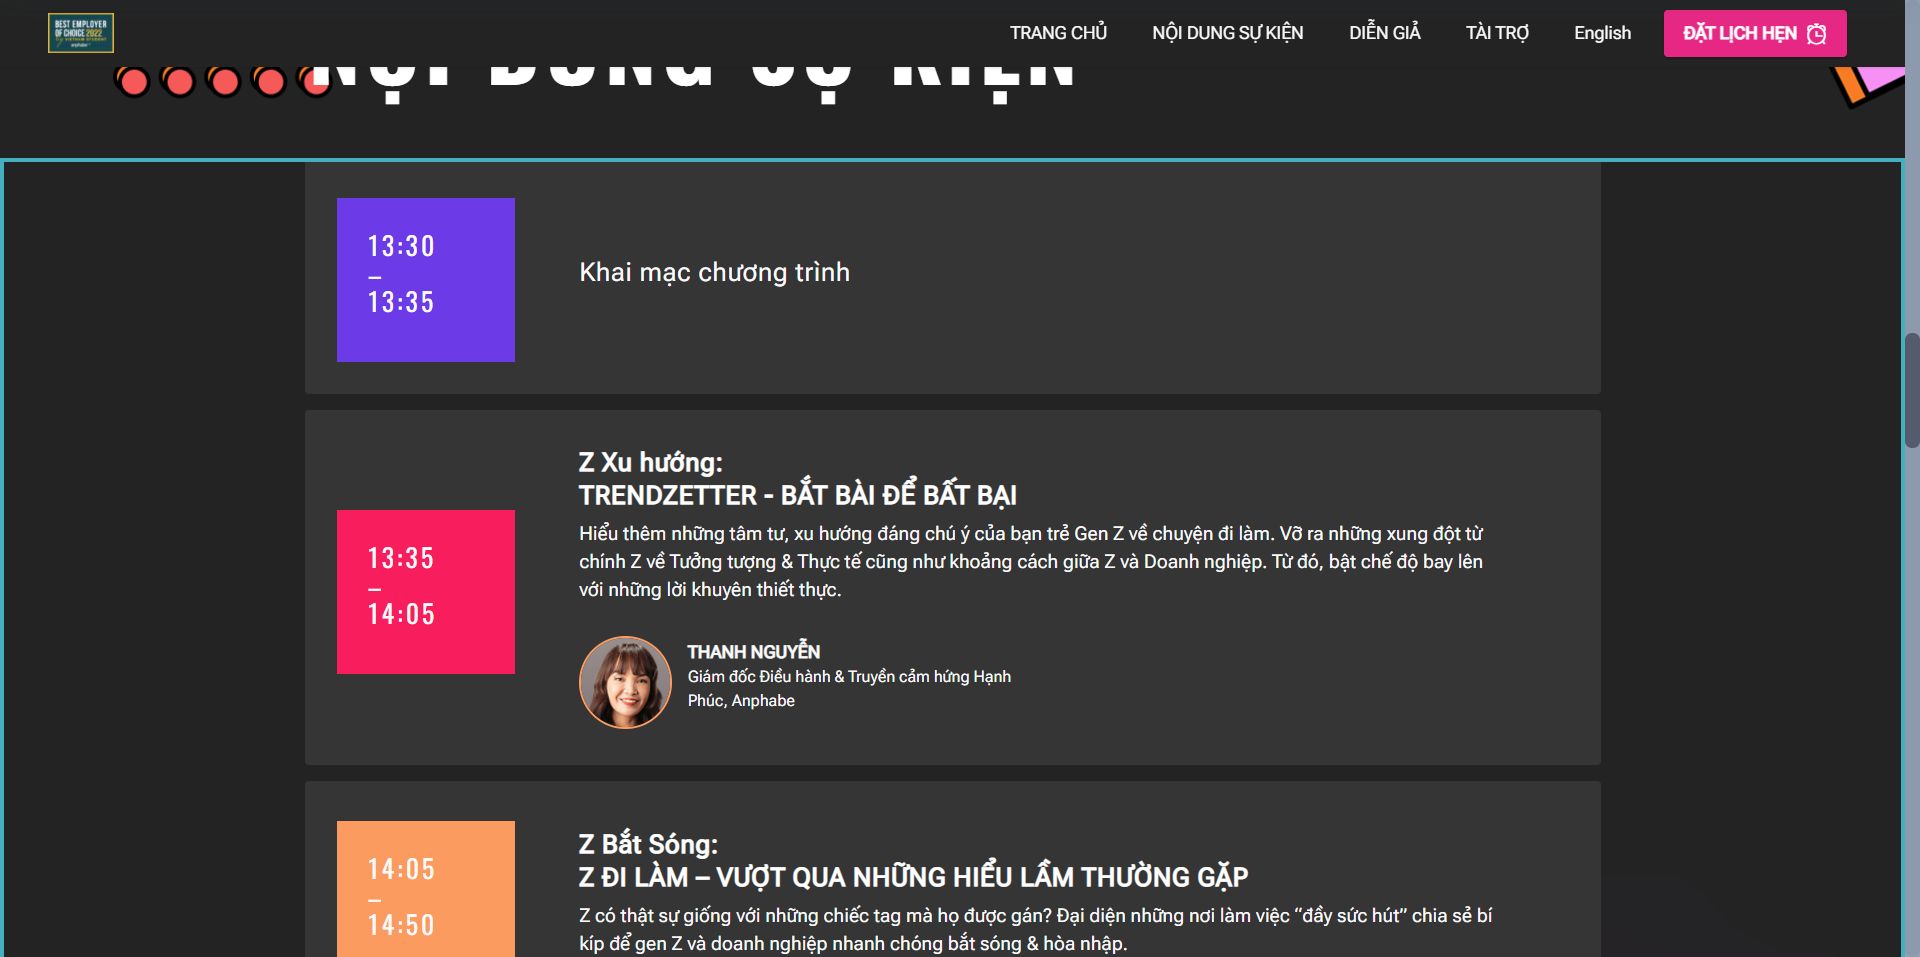 BEST EMPLOYER
OF CHOICE 2022
by VIETNAM STUDENT
anphabe
TRANG CHỦ
NỘI DUNG SỰ KIỆN
DIỄN GIẢ
TÀI TRỢ
English
ĐẶT LỊCH HẸN
NỘI DUNG SỰ KIỆN
13:30
–
13:35
Khai mạc chương trình
13:35
–
14:05
Z Xu hướng:
TRENDZETTER - BẮT BÀI ĐỂ BẤT BẠI
Hiểu thêm những tâm tư, xu hướng đáng chú ý của bạn trẻ Gen Z về chuyện đi làm. Vỡ ra những xung đột từ
chính Z về Tưởng tượng & Thực tế cũng như khoảng cách giữa Z và Doanh nghiệp. Từ đó, bật chế độ bay lên
với những lời khuyên thiết thực.
THANH NGUYỄN
Giám đốc Điều hành & Truyền cảm hứng Hạnh
Phúc, Anphabe
14:05
–
14:50
Z Bắt Sóng:
Z ĐI LÀM – VƯỢT QUA NHỮNG HIỂU LẦM THƯỜNG GẶP
Z có thật sự giống với những chiếc tag mà họ được gán? Đại diện những nơi làm việc “đầy sức hút” chia sẻ bí
kíp để gen Z và doanh nghiệp nhanh chóng bắt sóng & hòa nhập.